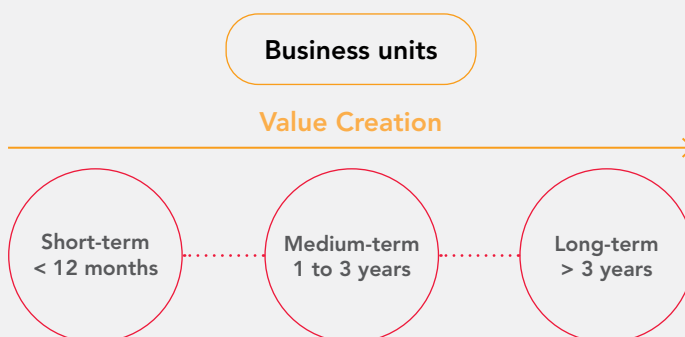 Business units
Value Creation
Short-term
< 12 months
Medium-term
1 to 3 years
Long-term
> 3 years